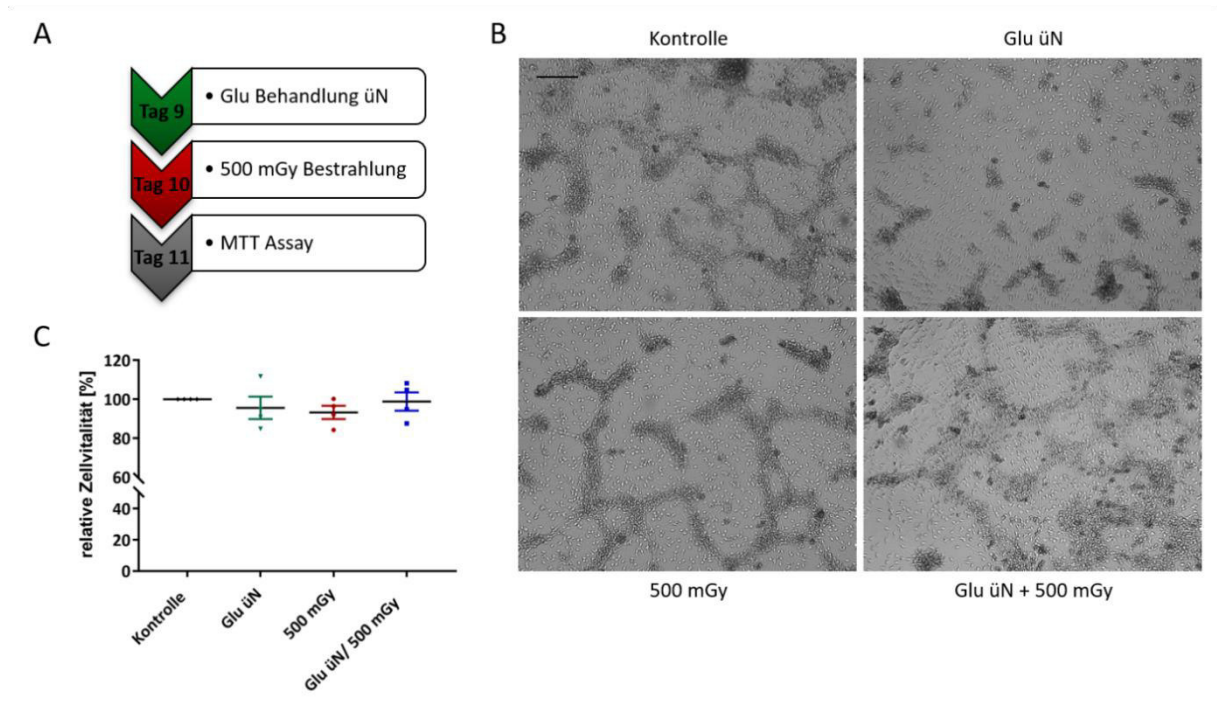 A
Tag 9
• Glu Behandlung üN
Tag 10
• 500 mGy Bestrahlung
Tag 11
• MTT Assay
B
Kontrolle
Glu üN
500 mGy
Glu üN + 500 mGy
C
relative Zellvitalität [%]
120
100
80
60
40
20
0
Kontrolle
Glu üN
500 mGy
Glu üN/ 500 mGy